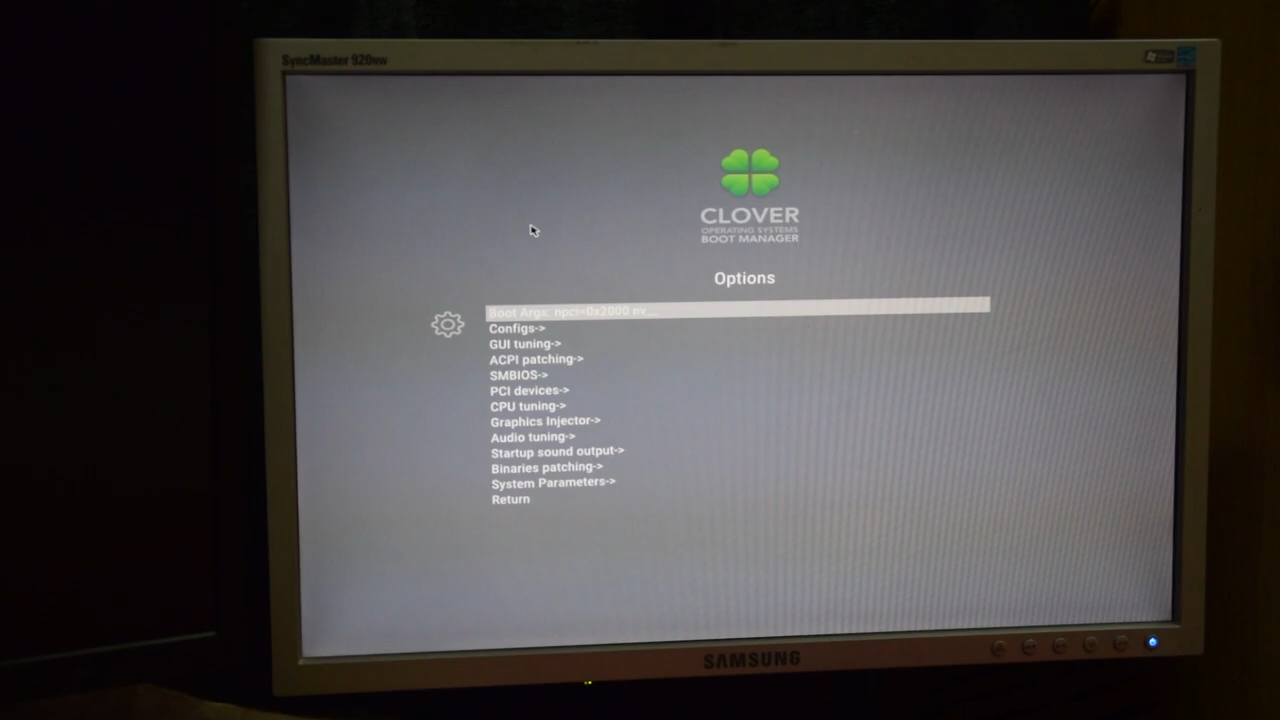 SyncMaster 920NW
CLOVER
OPERATING SYSTEMS
BOOT MANAGER
Options
Boot Args: npci=0x2000 nv_
Configs->
GUI tuning->
ACPI patching->
SMBIOS->
PCI devices->
CPU tuning->
Graphics Injector->
Audio tuning->
Startup sound output->
Binaries patching->
System Parameters->
Return
SAMSUNG